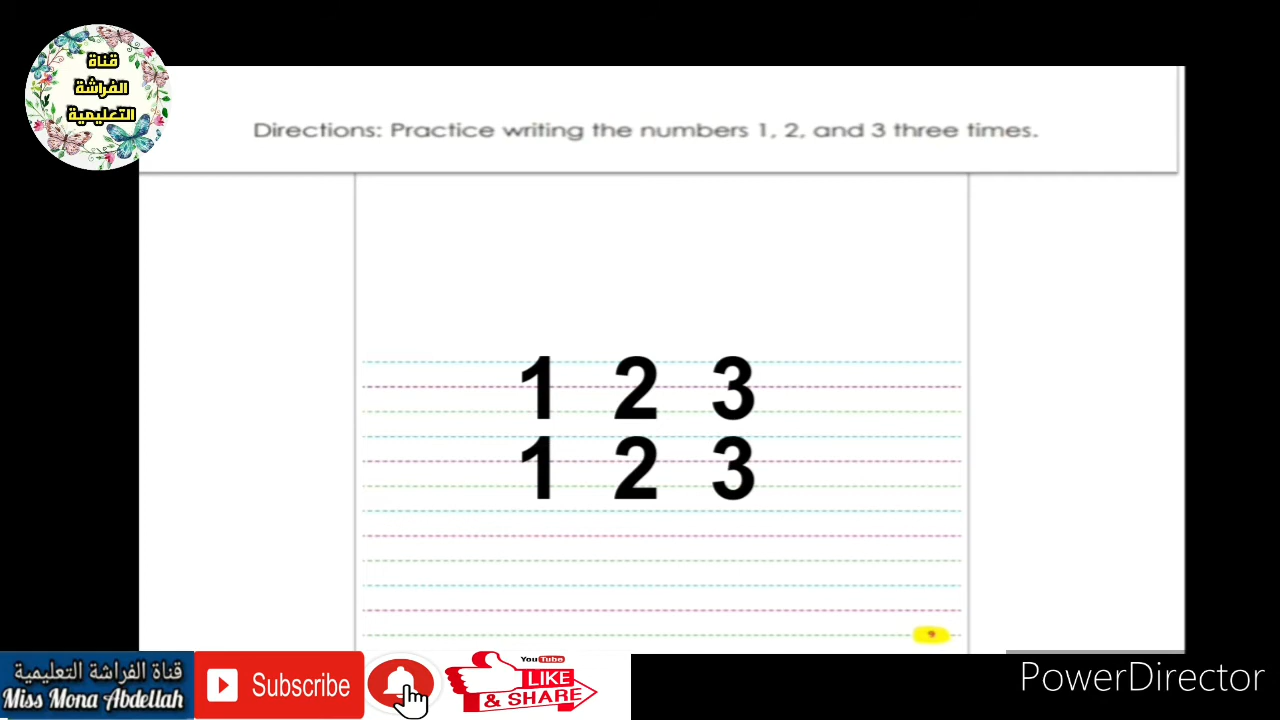 قناة
الفراشة
التعليمية
Directions: Practice writing the numbers 1, 2, and 3 three times.
1 2 3
1 2 3
9
قناة الفراشة التعليمية
Miss Mona Abdellah
Subscribe
YouTube
LIKE
& SHARE
PowerDirector